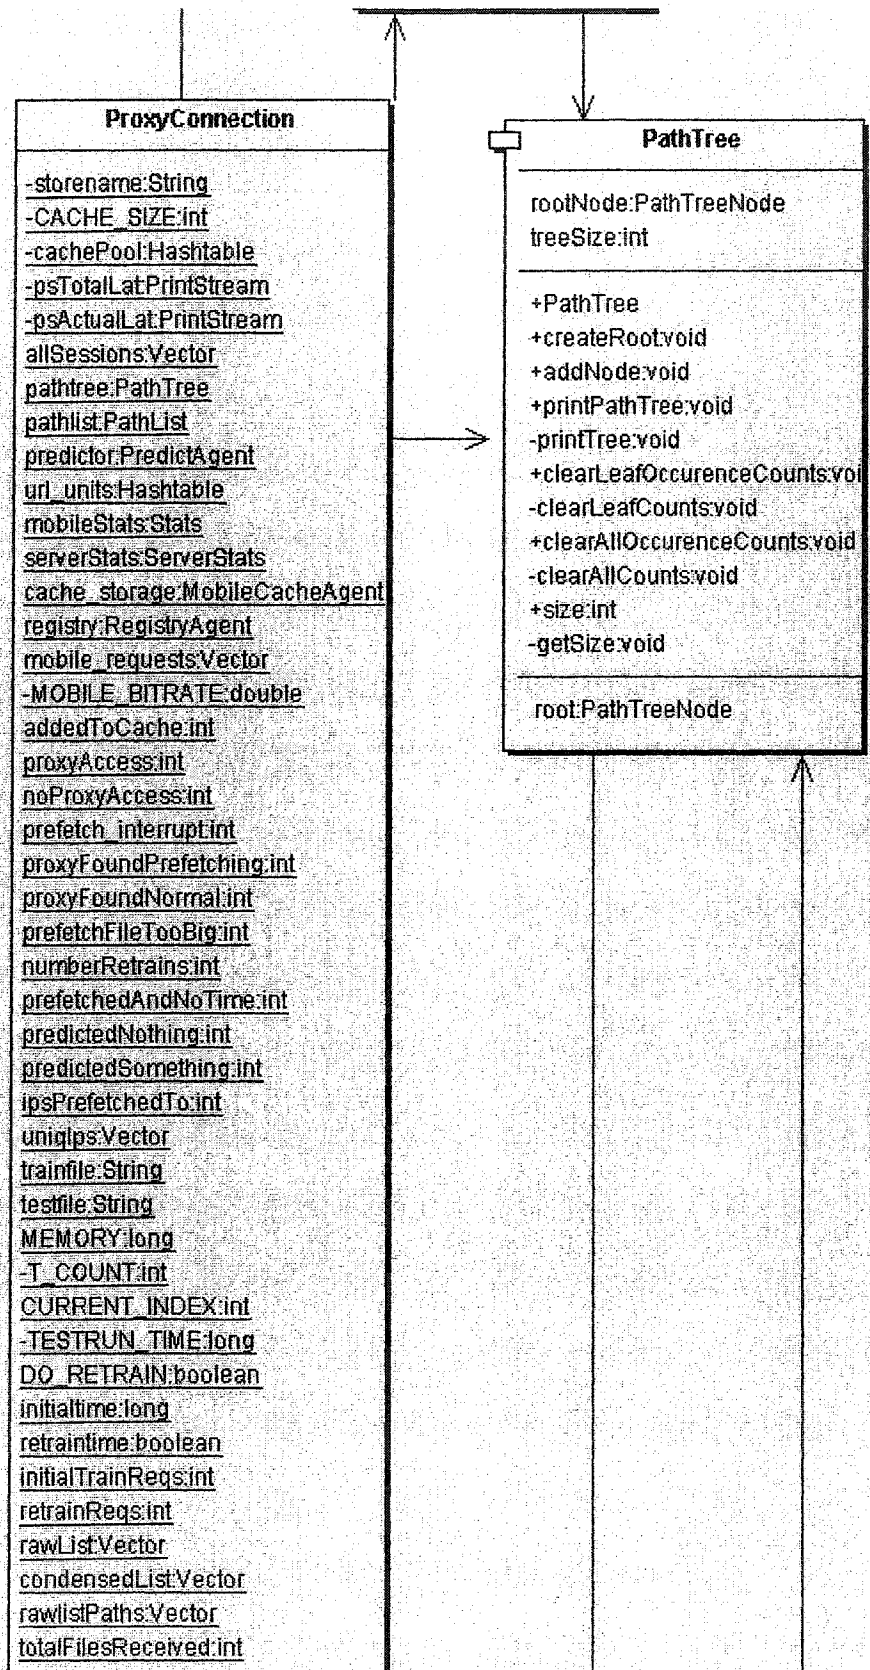 ProxyConnection
-storename:String
-CACHE_SIZE:int
-cachePool:Hashtable
-psTotalLat:PrintStream
-psActualLat:PrintStream
allSessions:Vector
pathtree:PathTree
pathlist:PathList
predictor:PredictAgent
url_units:Hashtable
mobileStats:Stats
serverStats:ServerStats
cache_storage:MobileCacheAgent
registry:RegistryAgent
mobile_requests:Vector
-MOBILE_BITRATE:double
addedToCache:int
proxyAccess:int
noProxyAccess:int
prefetch_interrupt:int
proxyFoundPrefetching:int
proxyFoundNormal:int
prefetchFileTooBig:int
numberRetrains:int
prefetchedAndNoTime:int
predictedNothing:int
predictedSomething:int
ipsPrefetchedTo:int
uniqIps:Vector
trainfile:String
testfile:String
MEMORY:long
-T_COUNT:int
CURRENT_INDEX:int
-TESTRUN_TIME:long
DO_RETRAIN:boolean
initialtime:long
retraintime:boolean
initialTrainReqs:int
retrainReqs:int
rawList:Vector
condensedList:Vector
rawlistPaths:Vector
totalFilesReceived:int
PathTree
rootNode:PathTreeNode
treeSize:int
+PathTree
+createRoot:void
+addNode:void
+printPathTree:void
-printTree:void
+clearLeafOccurenceCounts:voi
-clearLeafCounts:void
+clearAllOccurenceCounts:void
-clearAllCounts:void
+size:int
-getSize:void
root:PathTreeNode